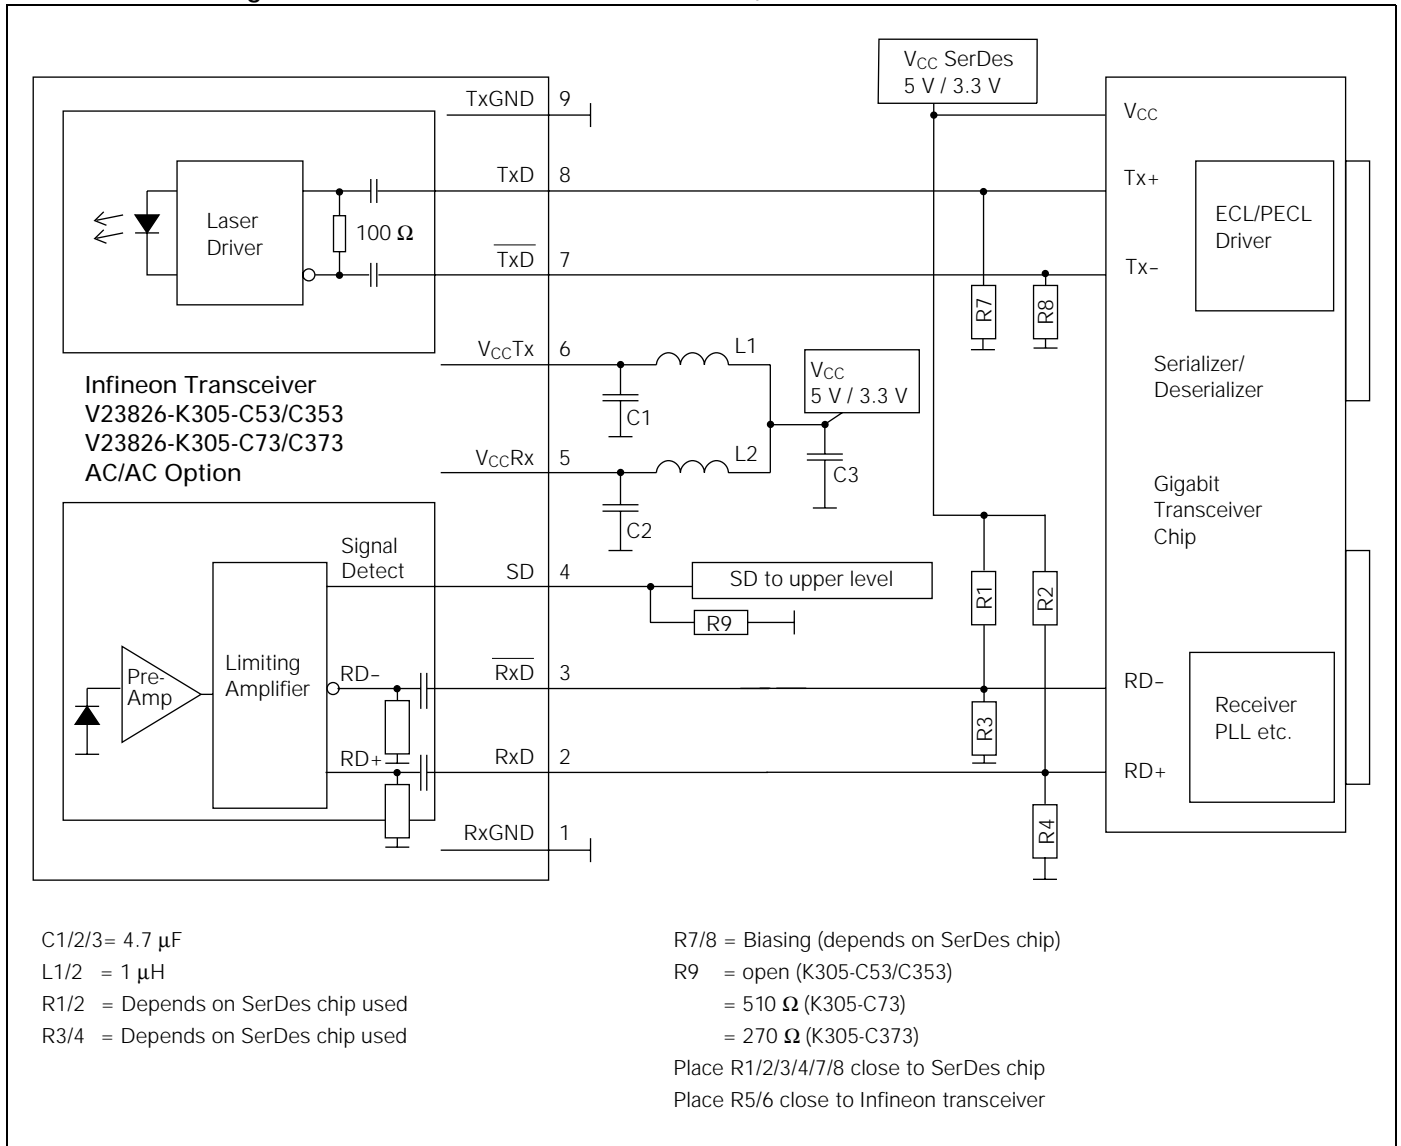 V_CC SerDes
5 V / 3.3 V
TxGND 9
V_CC
TxD 8
Tx+
Laser
Driver
100 Ω
ECL/PECL
Driver
T̅x̅D̅ 7
Tx−
R7
R8
V_CCTx 6
L1
V_CC
5 V / 3.3 V
Serializer/
Deserializer
Infineon Transceiver
V23826-K305-C53/C353
V23826-K305-C73/C373
AC/AC Option
C1
V_CCRx 5
L2
C3
C2
Gigabit
Transceiver
Chip
Signal
Detect
SD 4
SD to upper level
R9
R1
R2
Pre-
Amp
Limiting
Amplifier
RD−
R̅x̅D̅ 3
RD−
R3
Receiver
PLL etc.
RD+
RxD 2
RD+
R4
RxGND 1
C1/2/3= 4.7 µF
L1/2 = 1 µH
R1/2 = Depends on SerDes chip used
R3/4 = Depends on SerDes chip used
R7/8 = Biasing (depends on SerDes chip)
R9 = open (K305-C53/C353)
= 510 Ω (K305-C73)
= 270 Ω (K305-C373)
Place R1/2/3/4/7/8 close to SerDes chip
Place R5/6 close to Infineon transceiver